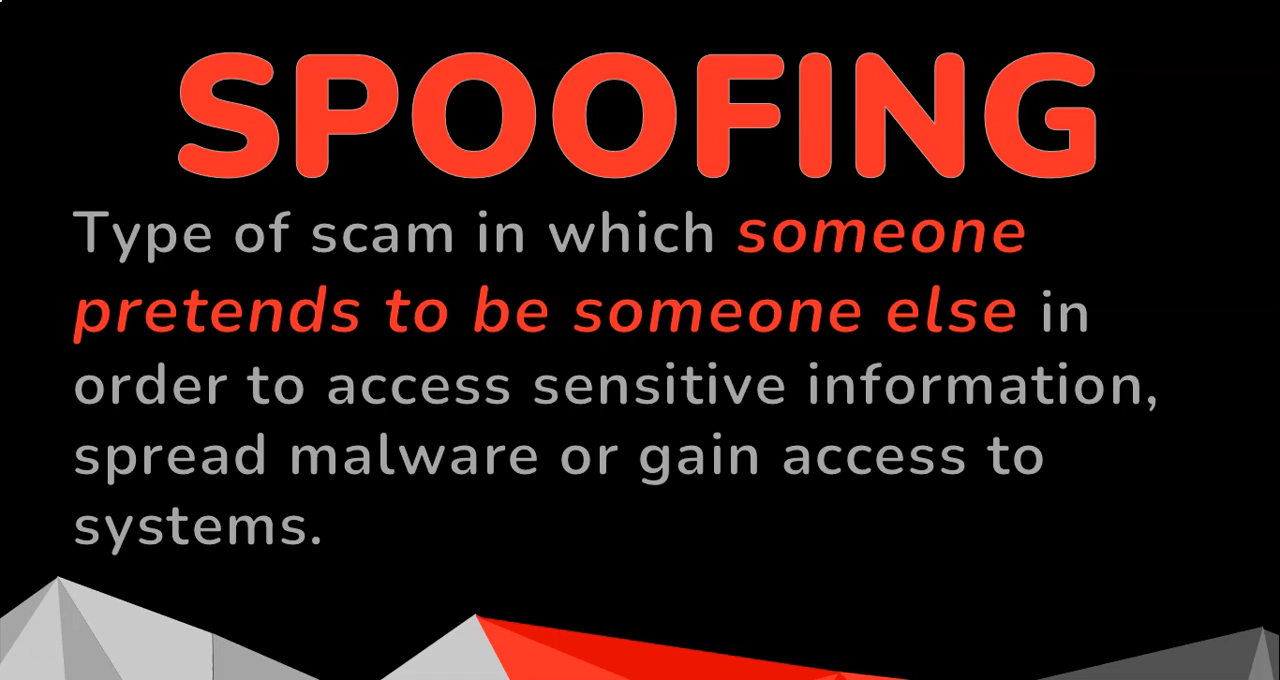 SPOOFING
Type of scam in which someone
pretends to be someone else in
order to access sensitive information,
spread malware or gain access to
systems.